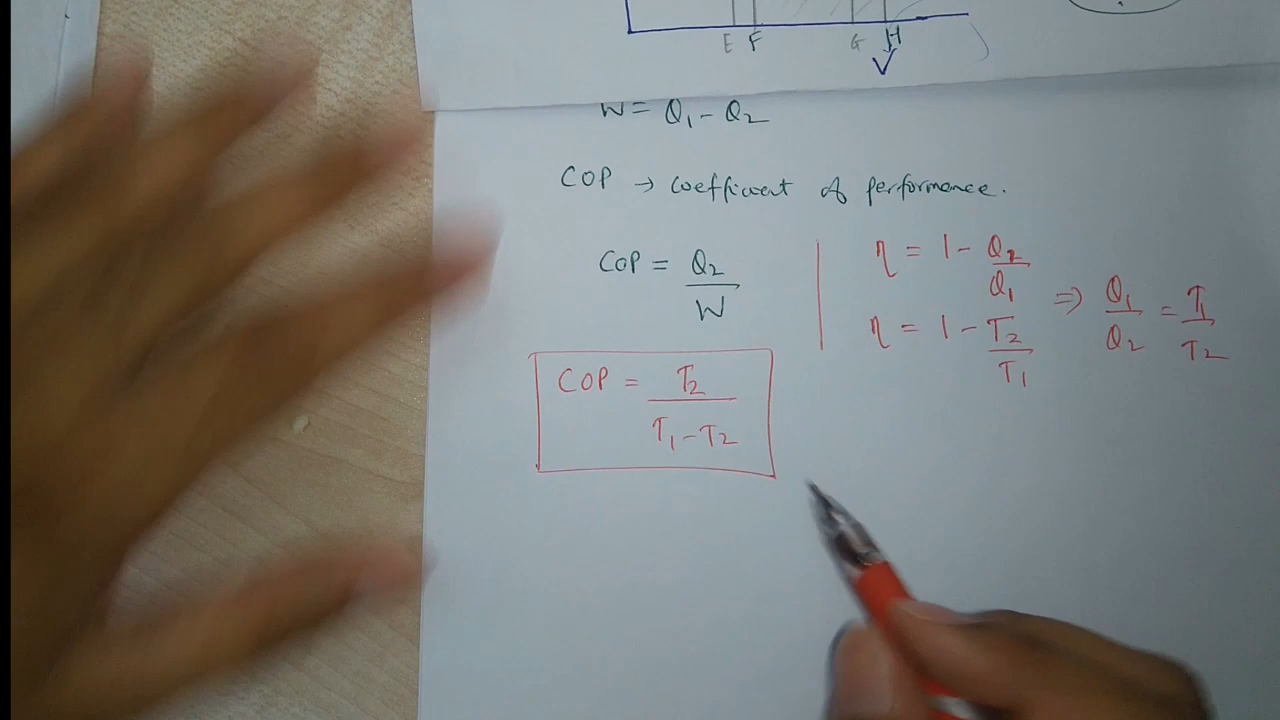 E F G H
V
W = Q₁ - Q₂
COP → coefficient of performance.
COP = Q₂ / W
η = 1 - Q₂ / Q₁
η = 1 - T₂ / T₁
⇒ Q₁ / Q₂ = T₁ / T₂
COP = T₂ / T₁ - T₂